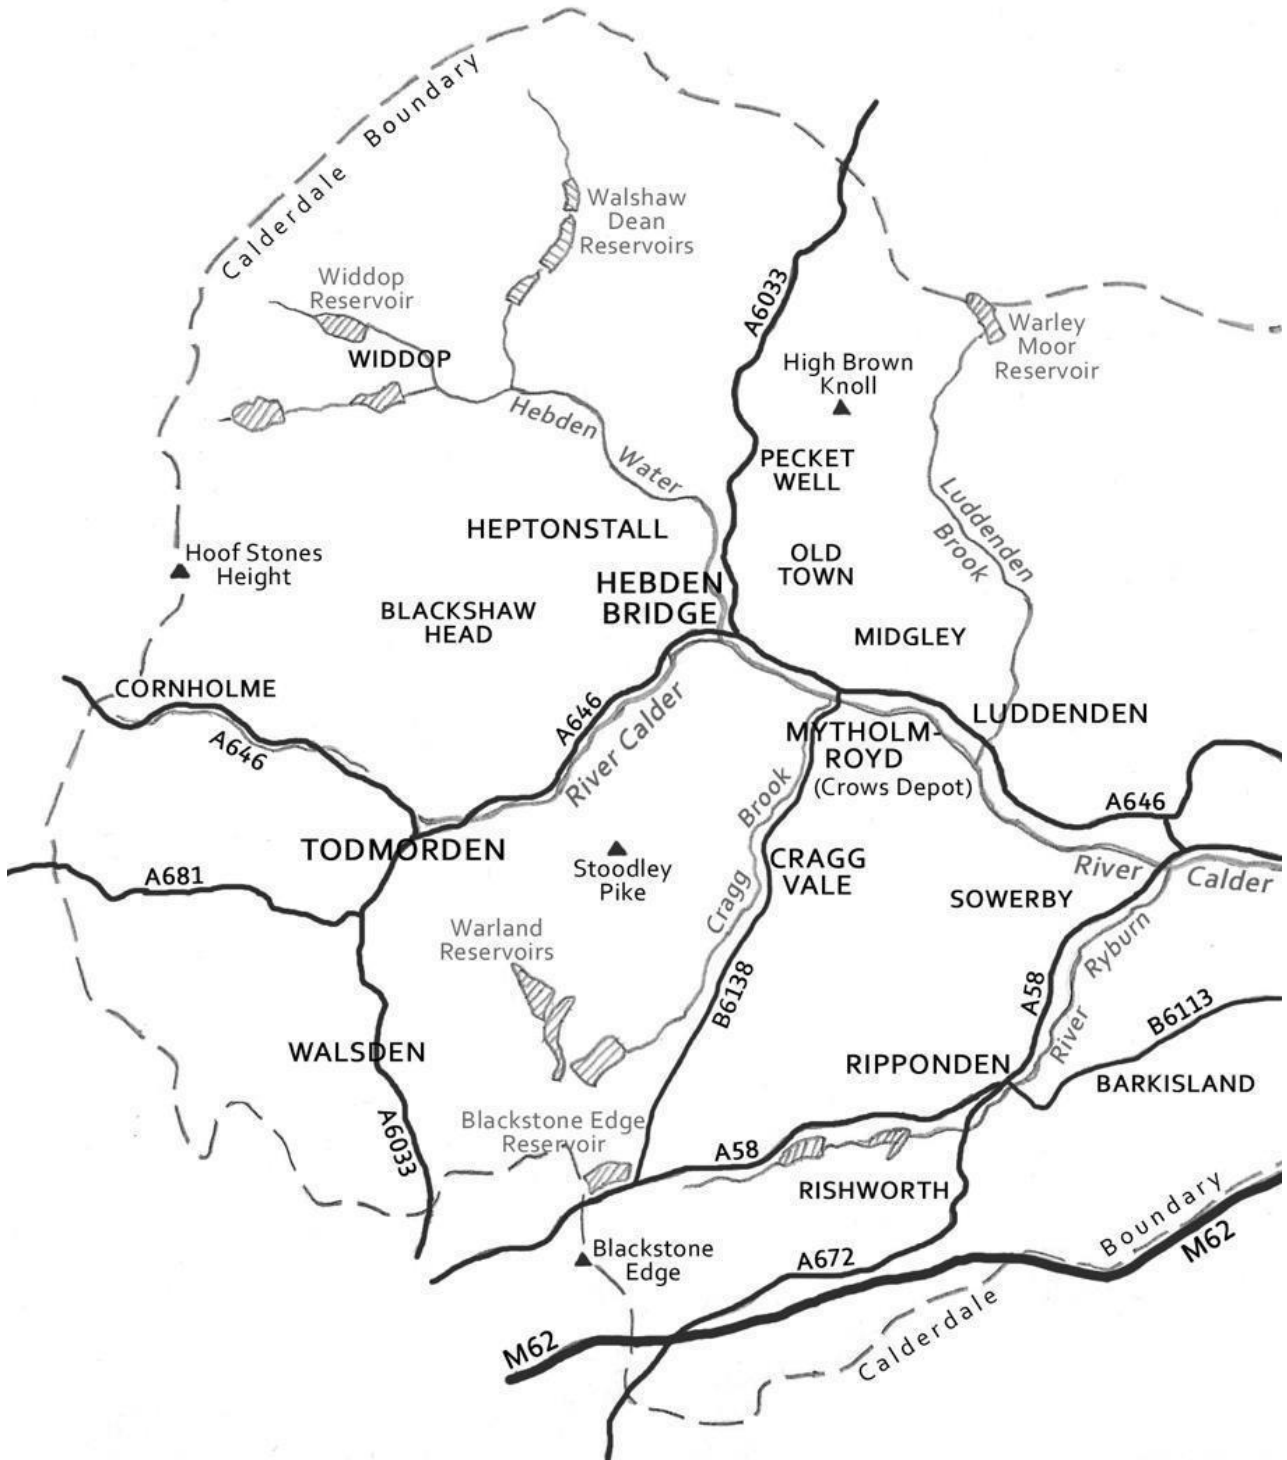 Calderdale Boundary
Walshaw
Dean
Reservoirs
Widdop
Reservoir
WIDDOP
A6033
Warley
Moor
Reservoir
High Brown
Knoll
Hebden Water
PECKET
WELL
Luddenden
Brook
HEPTONSTALL
Hoof Stones
Height
OLD
TOWN
HEBDEN
BRIDGE
BLACKSHAW
HEAD
MIDGLEY
CORNHOLME
A646
A646
River Calder
LUDDENDEN
MYTHOLM-
ROYD
(Crows Depot)
A646
TODMORDEN
Stoodley
Pike
Cragg Brook
CRAGG
VALE
River Calder
A681
SOWERBY
Warland
Reservoirs
B6138
A58
River Ryburn
B6113
WALSDEN
RIPPONDEN
BARKISLAND
A6033
Blackstone Edge
Reservoir
A58
RISHWORTH
Blackstone
Edge
A672
Calderdale Boundary
M62
M62